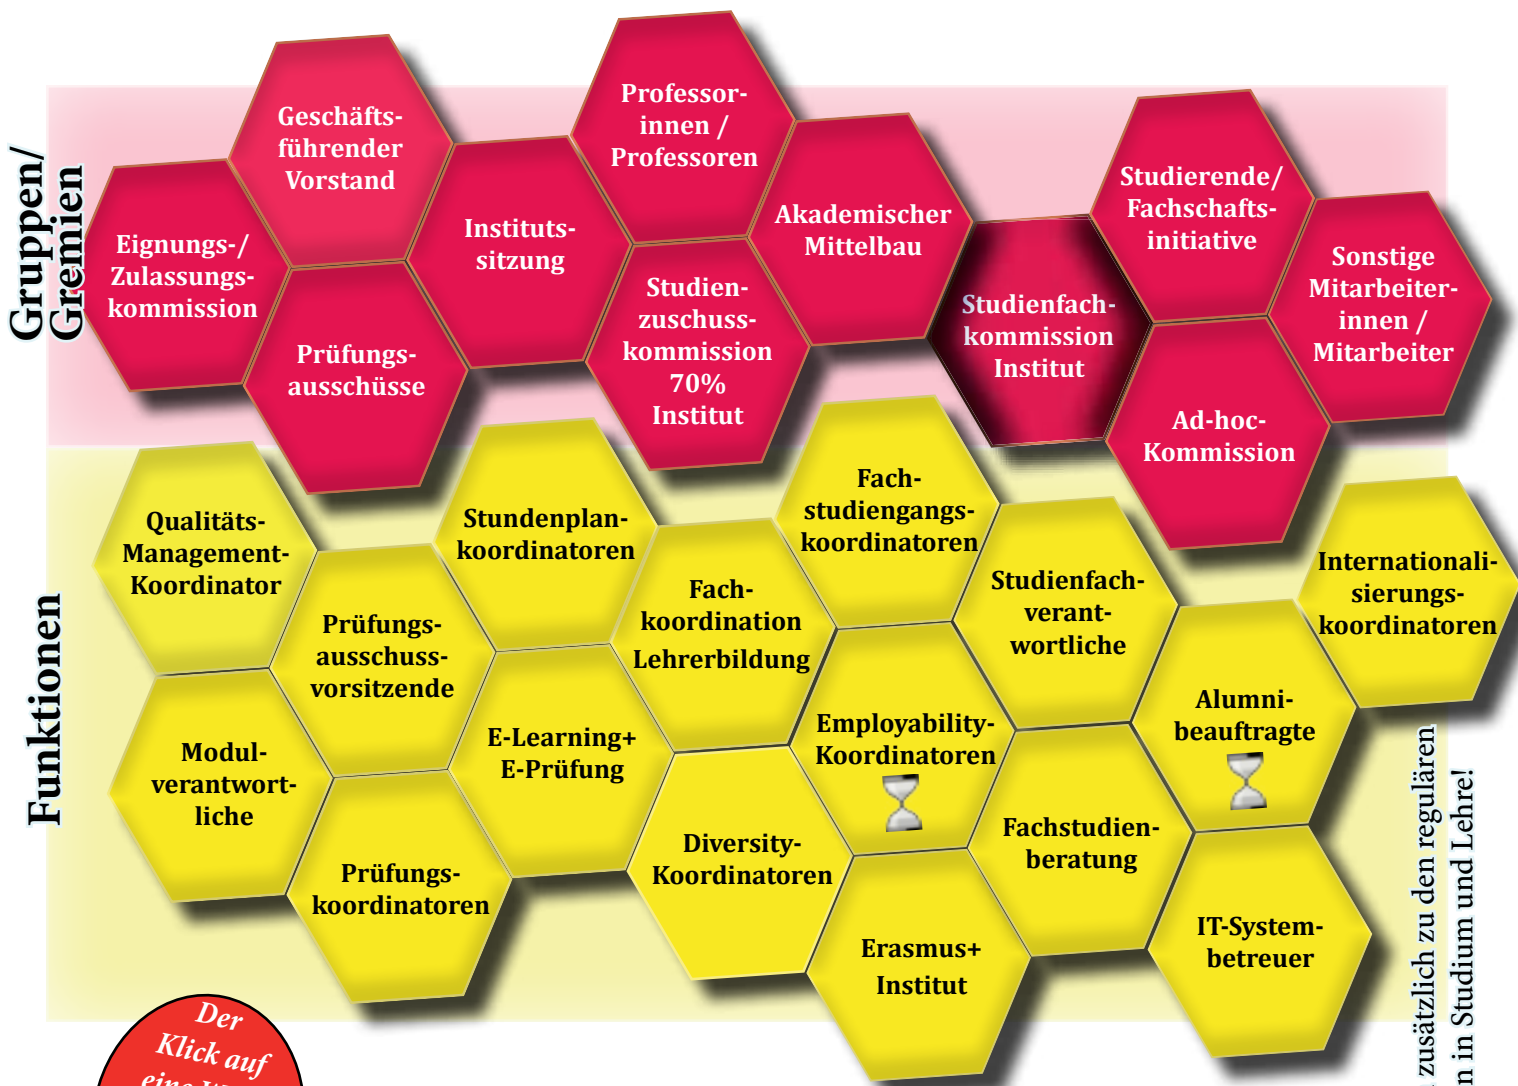 Gruppen/
Gremien
Geschäfts-
führender
Vorstand
Professor-
innen /
Professoren
Eignungs-/
Zulassungs-
kommission
Instituts-
sitzung
Akademischer
Mittelbau
Studierende/
Fachschafts-
initiative
Sonstige
Mitarbeiter-
innen /
Mitarbeiter
Prüfungs-
ausschüsse
Studien-
zuschuss-
kommission
70%
Institut
Studienfach-
kommission
Institut
Ad-hoc-
Kommission
Funktionen
Qualitäts-
Management-
Koordinator
Stundenplan-
koordinatoren
Fach-
studiengangs-
koordinatoren
Internationali-
sierungs-
koordinatoren
Prüfungs-
ausschuss-
vorsitzende
Fach-
koordination
Lehrerbildung
Studienfach-
verant-
wortliche
Modul-
verantwort-
liche
E-Learning+
E-Prüfung
Employability-
Koordinatoren
Alumni-
beauftragte
Prüfungs-
koordinatoren
Diversity-
Koordinatoren
Fachstudien-
beratung
Erasmus+
Institut
IT-System-
betreuer
zusätzlich zu den regulären
in Studium und Lehre!
Der
Klick auf
eine